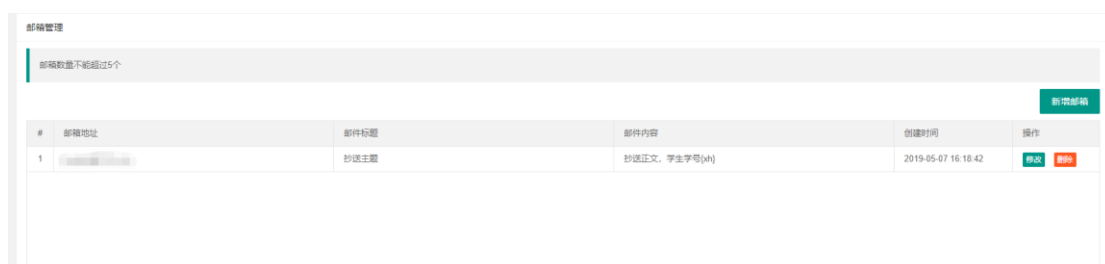 邮箱管理
邮箱数量不能超过5个
新增邮箱
# 邮箱地址 邮件标题 邮件内容 创建时间 操作
1 抄送主题 抄送正文，学生学号{xh} 2019-05-07 16:18:42 修改 删除